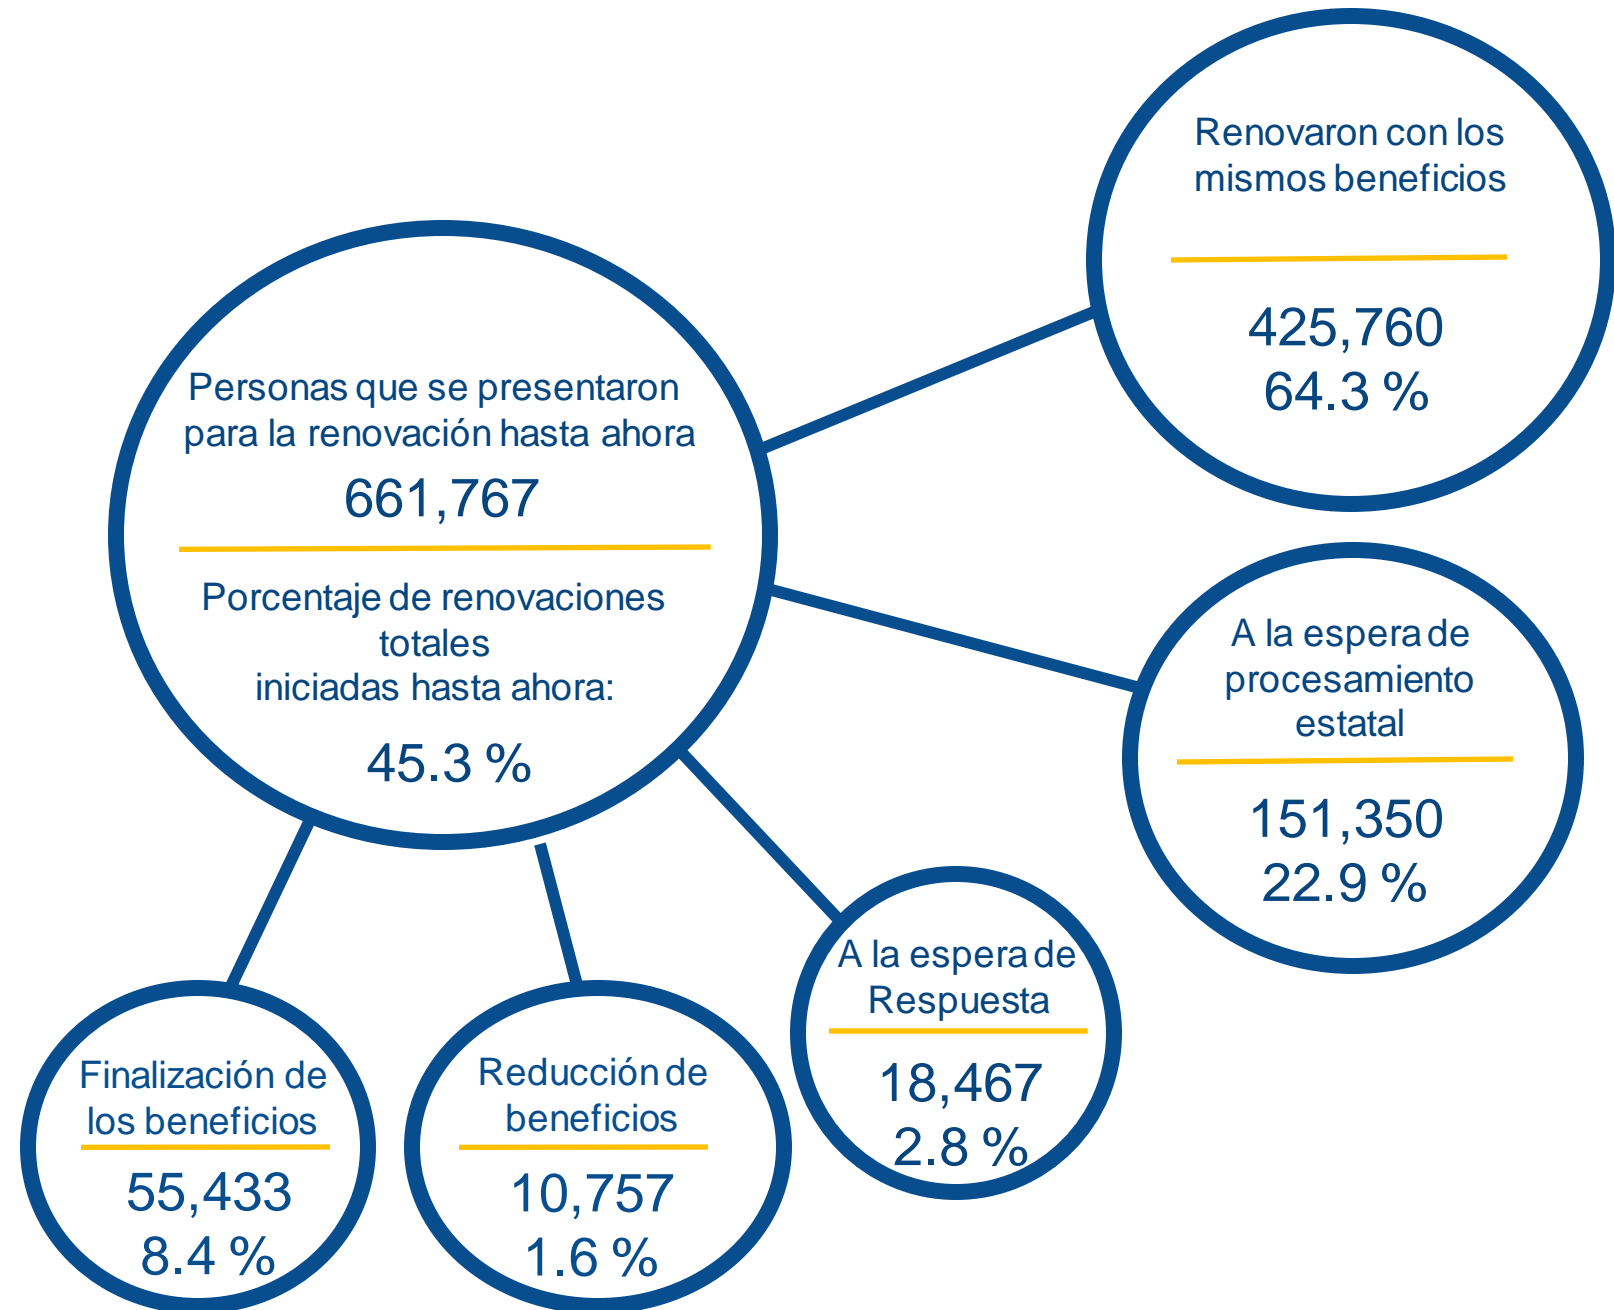 Personas que se presentaron
para la renovación hasta ahora
661,767
Porcentaje de renovaciones
totales
iniciadas hasta ahora:
45.3 %
Renovaron con los
mismos beneficios
425,760
64.3 %
A la espera de
procesamiento
estatal
151,350
22.9 %
A la espera de
Respuesta
18,467
2.8 %
Reducción de
beneficios
10,757
1.6 %
Finalización de
los beneficios
55,433
8.4 %